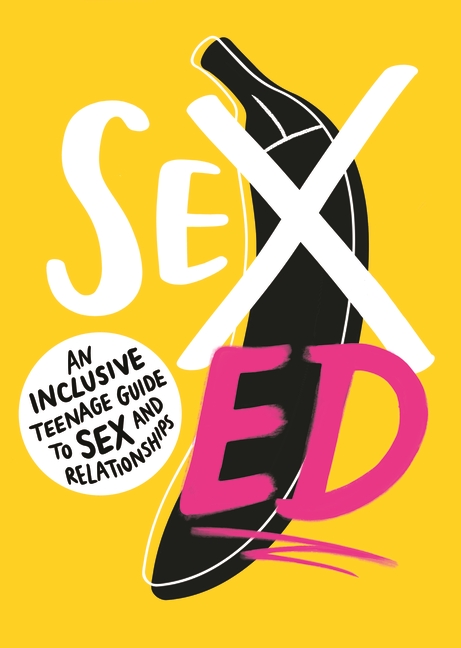 SEX
ED
AN
INCLUSIVE
TEENAGE GUIDE
TO SEX AND
RELATIONSHIPS